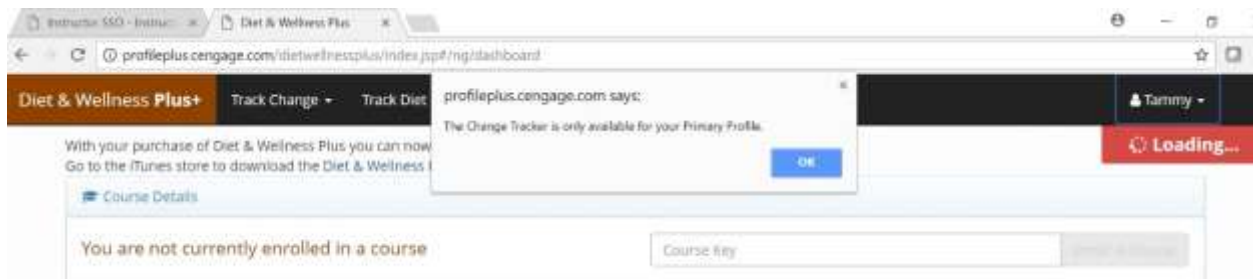 Instructor SSO - Instruc
Diet & Wellness Plus
profileplus.cengage.com/dietwellnessplus/index.jsp#/ng/dashboard
Diet & Wellness Plus+
Track Change
Track Diet
Tammy
profileplus.cengage.com says:
The Change Tracker is only available for your Primary Profile.
OK
Loading...
With your purchase of Diet & Wellness Plus you can now
Go to the iTunes store to download the Diet & Wellness
Course Details
You are not currently enrolled in a course
Course Key